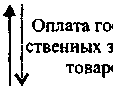 Оплата го
ственных з
товар